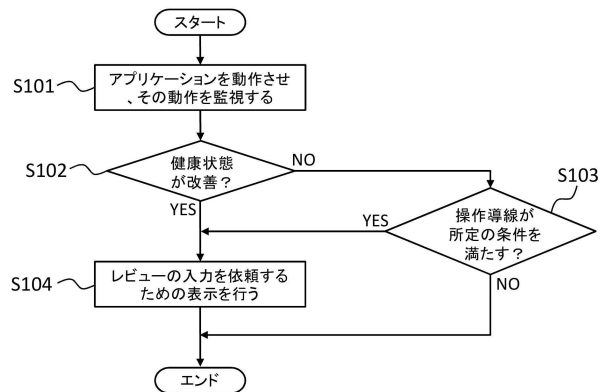 スタート
S101
アプリケーションを動作させ
、その動作を監視する
S102
健康状態
が改善？
NO
YES
S103
操作導線が
所定の条件を
満たす？
YES
NO
S104
レビューの入力を依頼する
ための表示を行う
エンド